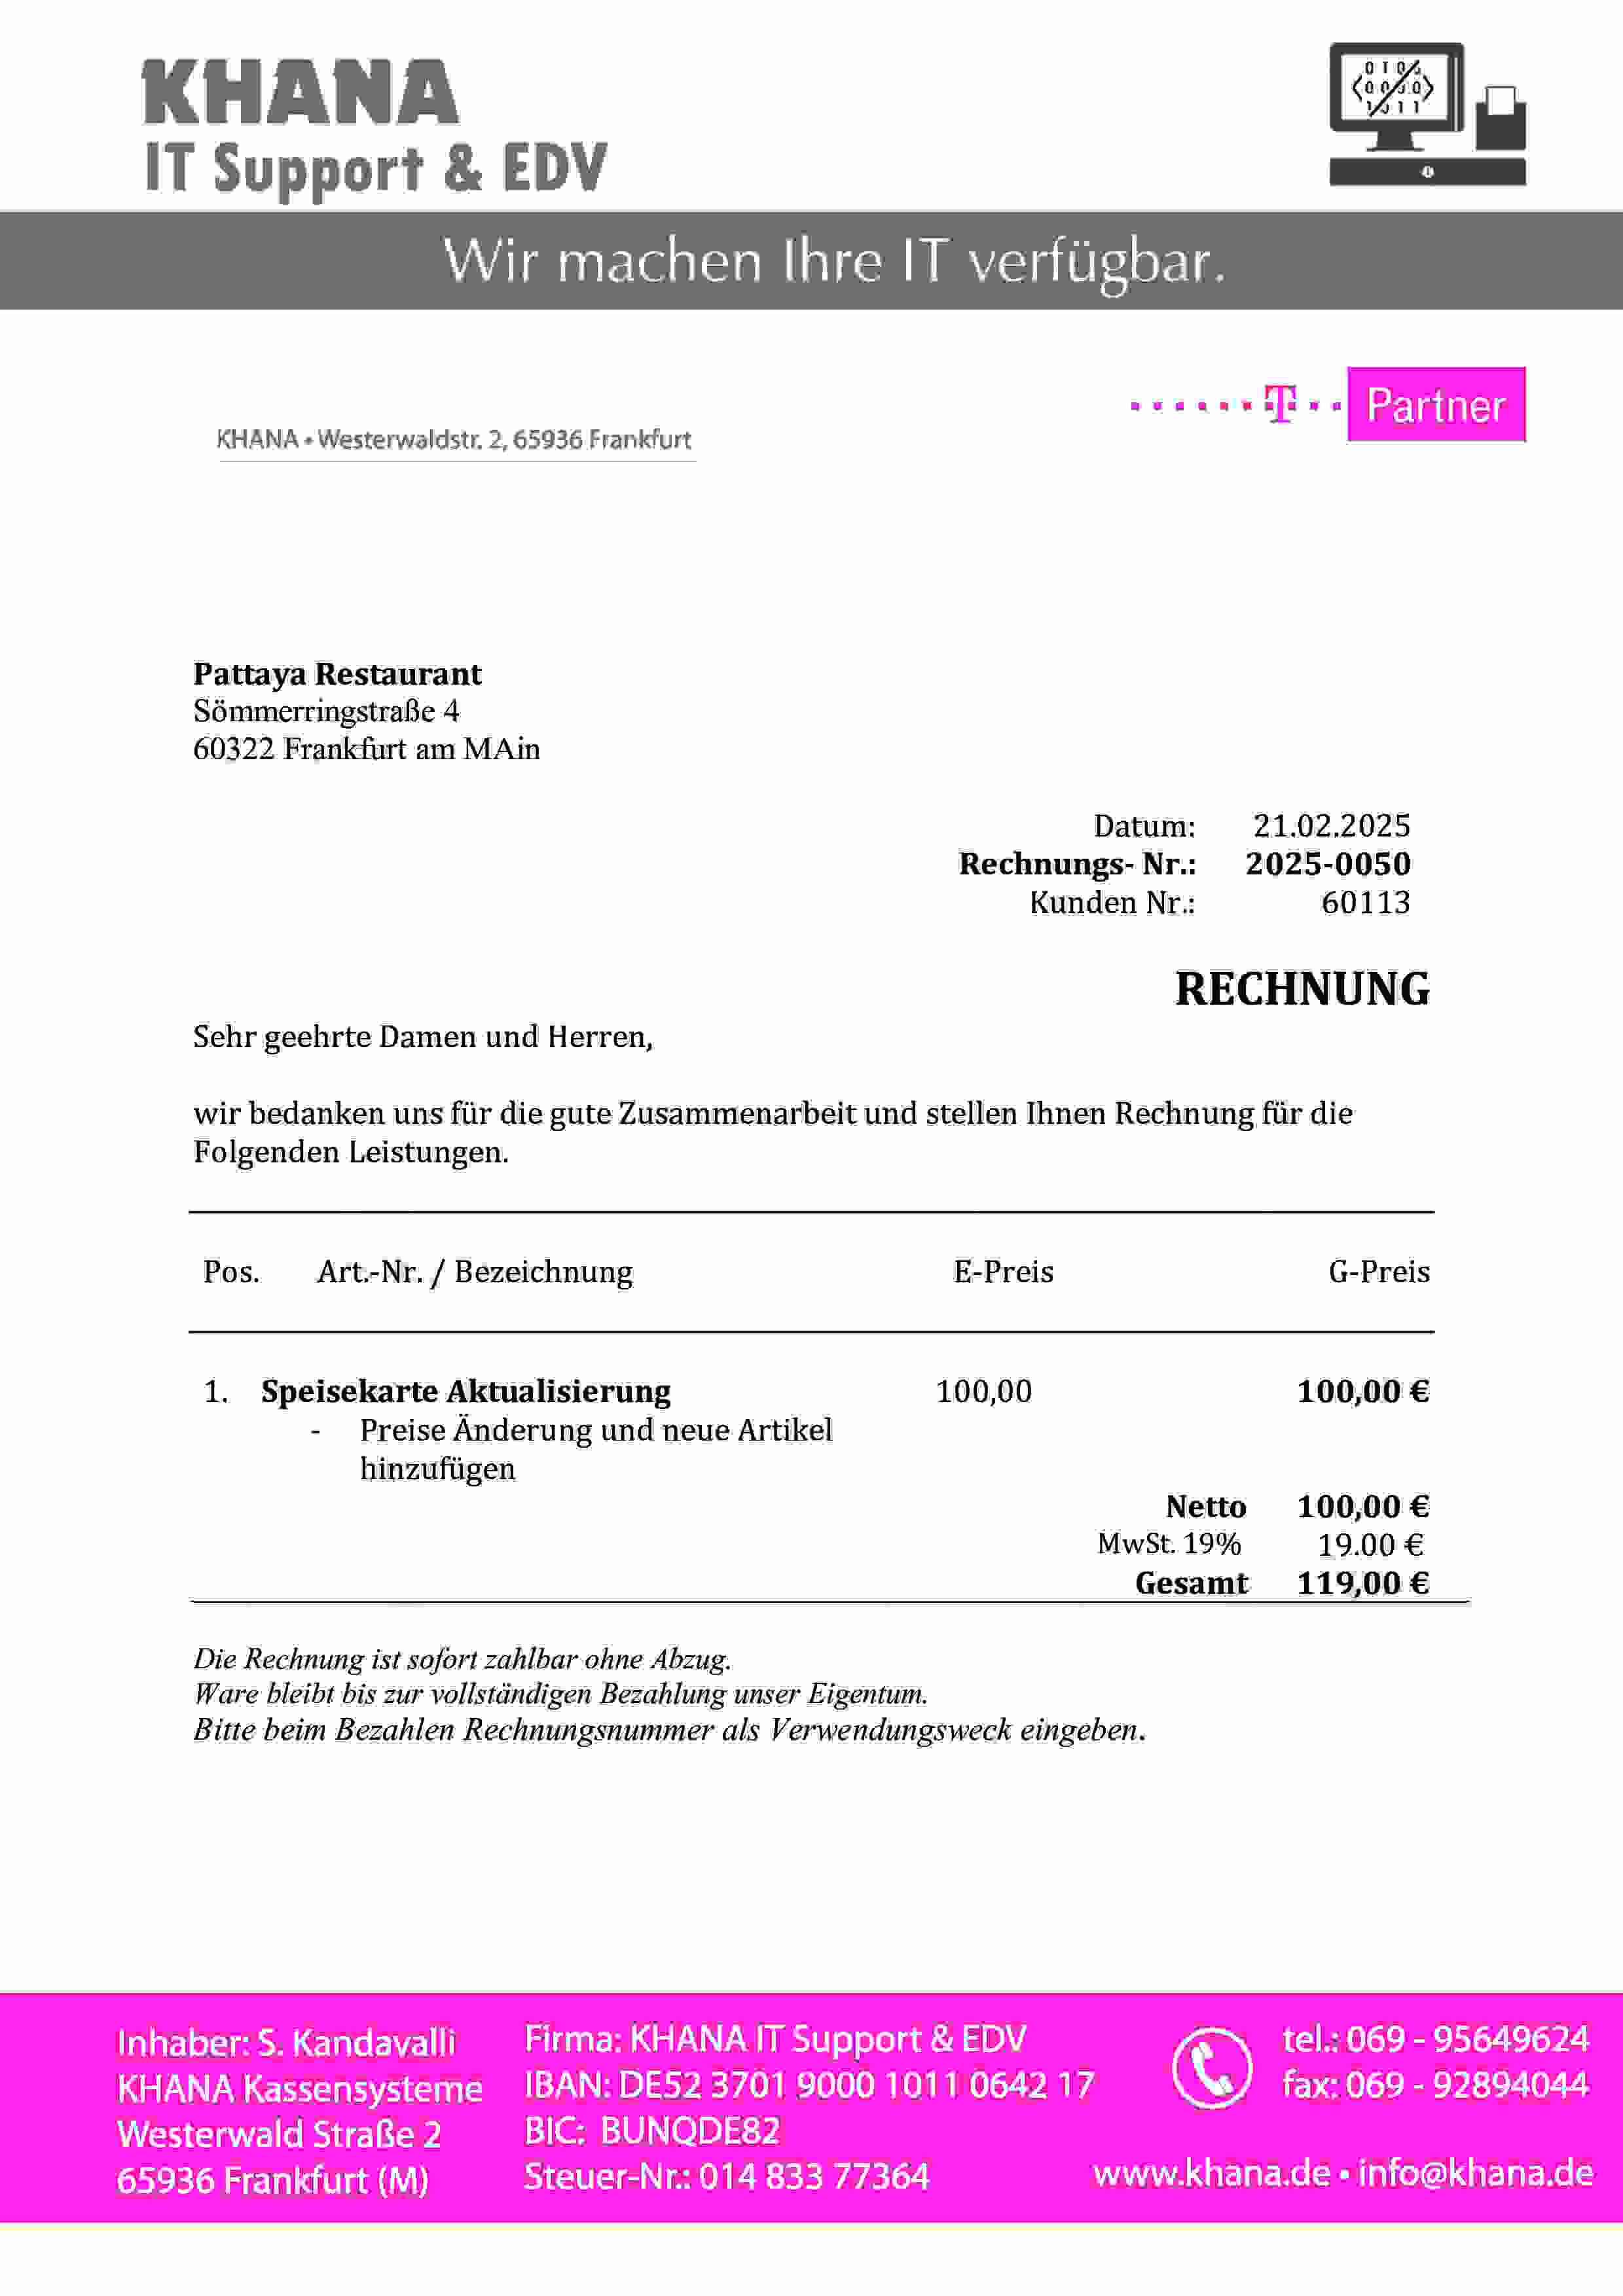 KHANA
IT Support & EDV
Wir machen Ihre IT verfügbar.
T Partner
KHANA • Westerwaldstr. 2, 65936 Frankfurt
Pattaya Restaurant
Sömmerringstraße 4
60322 Frankfurt am MAin
Datum: 21.02.2025
Rechnungs- Nr.: 2025-0050
Kunden Nr.: 60113
RECHNUNG
Sehr geehrte Damen und Herren,
wir bedanken uns für die gute Zusammenarbeit und stellen Ihnen Rechnung für die
Folgenden Leistungen.
Pos. Art.-Nr. / Bezeichnung E-Preis G-Preis
1. Speisekarte Aktualisierung 100,00 100,00 €
- Preise Änderung und neue Artikel
hinzufügen
Netto 100,00 €
MwSt. 19% 19.00 €
Gesamt 119,00 €
Die Rechnung ist sofort zahlbar ohne Abzug.
Ware bleibt bis zur vollständigen Bezahlung unser Eigentum.
Bitte beim Bezahlen Rechnungsnummer als Verwendungsweck eingeben.
Inhaber: S. Kandavalli
KHANA Kassensysteme
Westerwald Straße 2
65936 Frankfurt (M)
Firma: KHANA IT Support & EDV
IBAN: DE52 3701 9000 1011 0642 17
BIC: BUNQDE82
Steuer-Nr.: 014 833 77364
tel.: 069 - 95649624
fax: 069 - 92894044
www.khana.de • info@khana.de